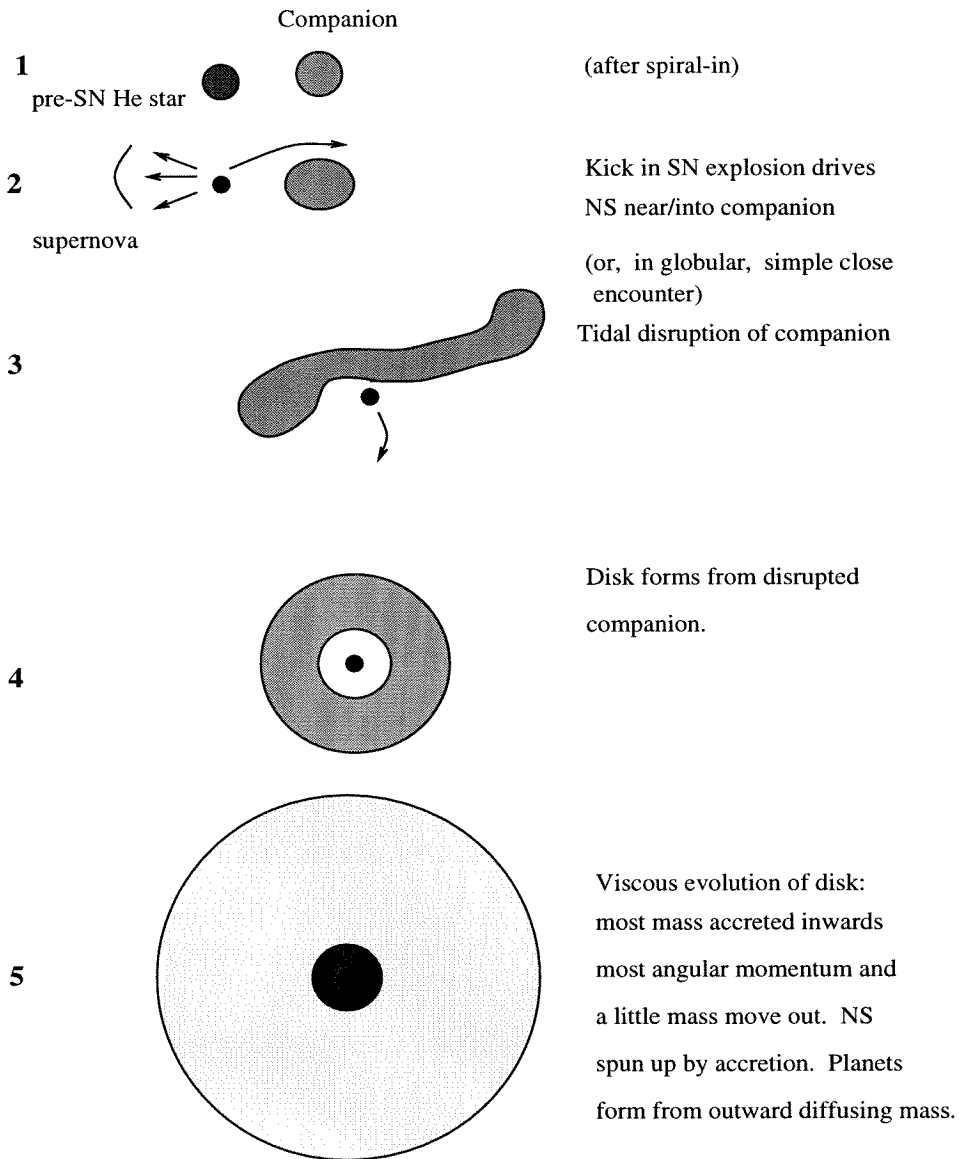 Companion
1
(after spiral-in)
pre-SN He star
2
Kick in SN explosion drives
NS near/into companion
supernova
(or, in globular, simple close
encounter)
Tidal disruption of companion
3
Disk forms from disrupted
companion.
4
Viscous evolution of disk:
most mass accreted inwards
5
most angular momentum and
a little mass move out. NS
spun up by accretion. Planets
form from outward diffusing mass.